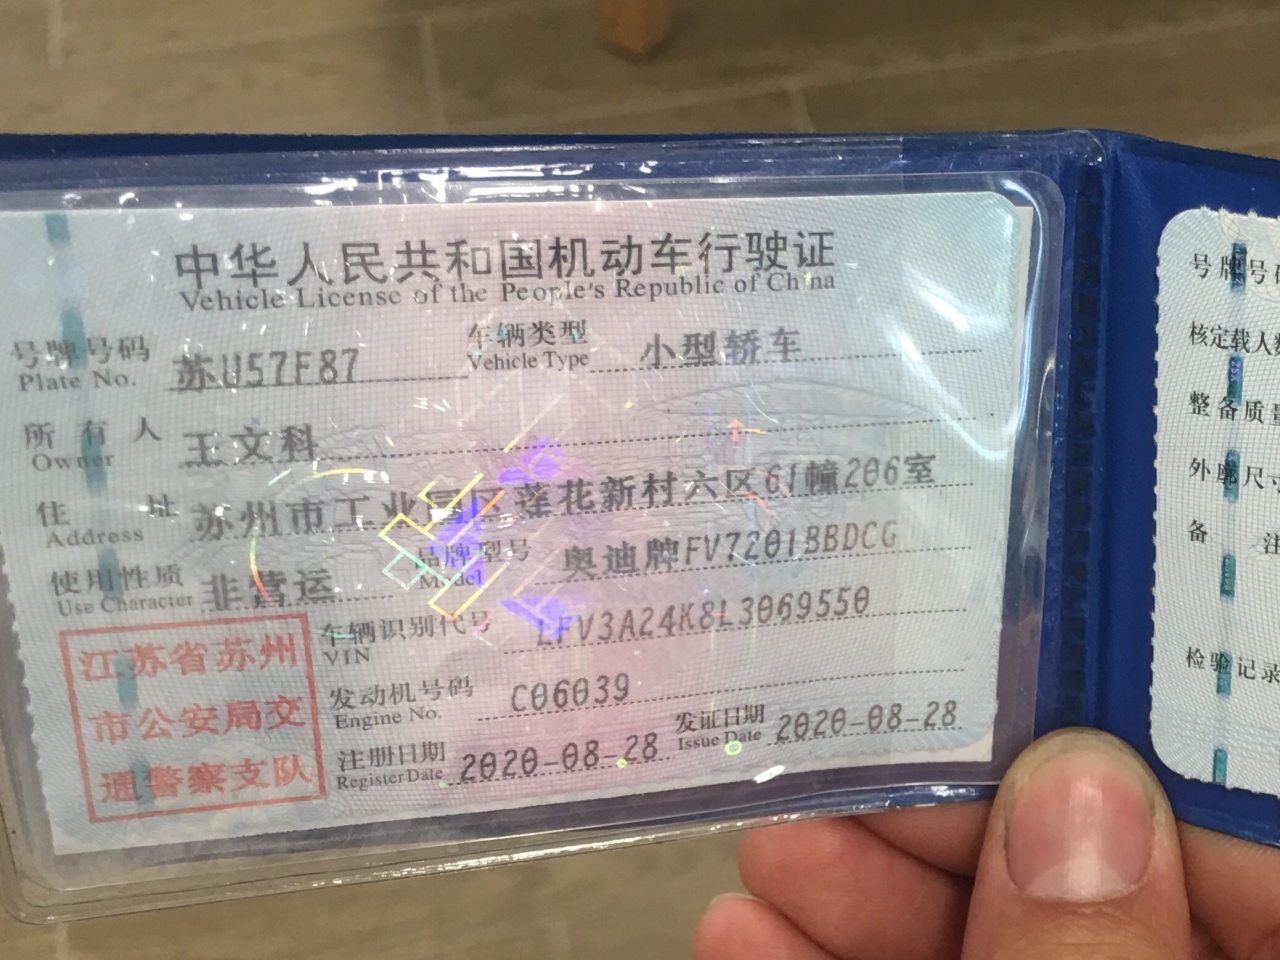 中华人民共和国机动车行驶证
Vehicle License of the People's Republic of China
号牌号码 苏U57F87 车辆类型 小型轿车
Plate No. Vehicle Type
所有人 王文科
Owner
住址 苏州市工业园区莲花新村六区61幢206室
Address
使用性质 非营运 品牌型号 奥迪牌FV7201BBDCG
Use Character Model
车辆识别代号 LFV3A24K8L3069550
VIN
发动机号码 C06039
Engine No.
注册日期 2020-08-28 发证日期 2020-08-28
Register Date Issue Date
江苏省苏州
市公安局交
通警察支队
号牌号码
核定载人数
整备质量
外廓尺寸
备 注
检验记录